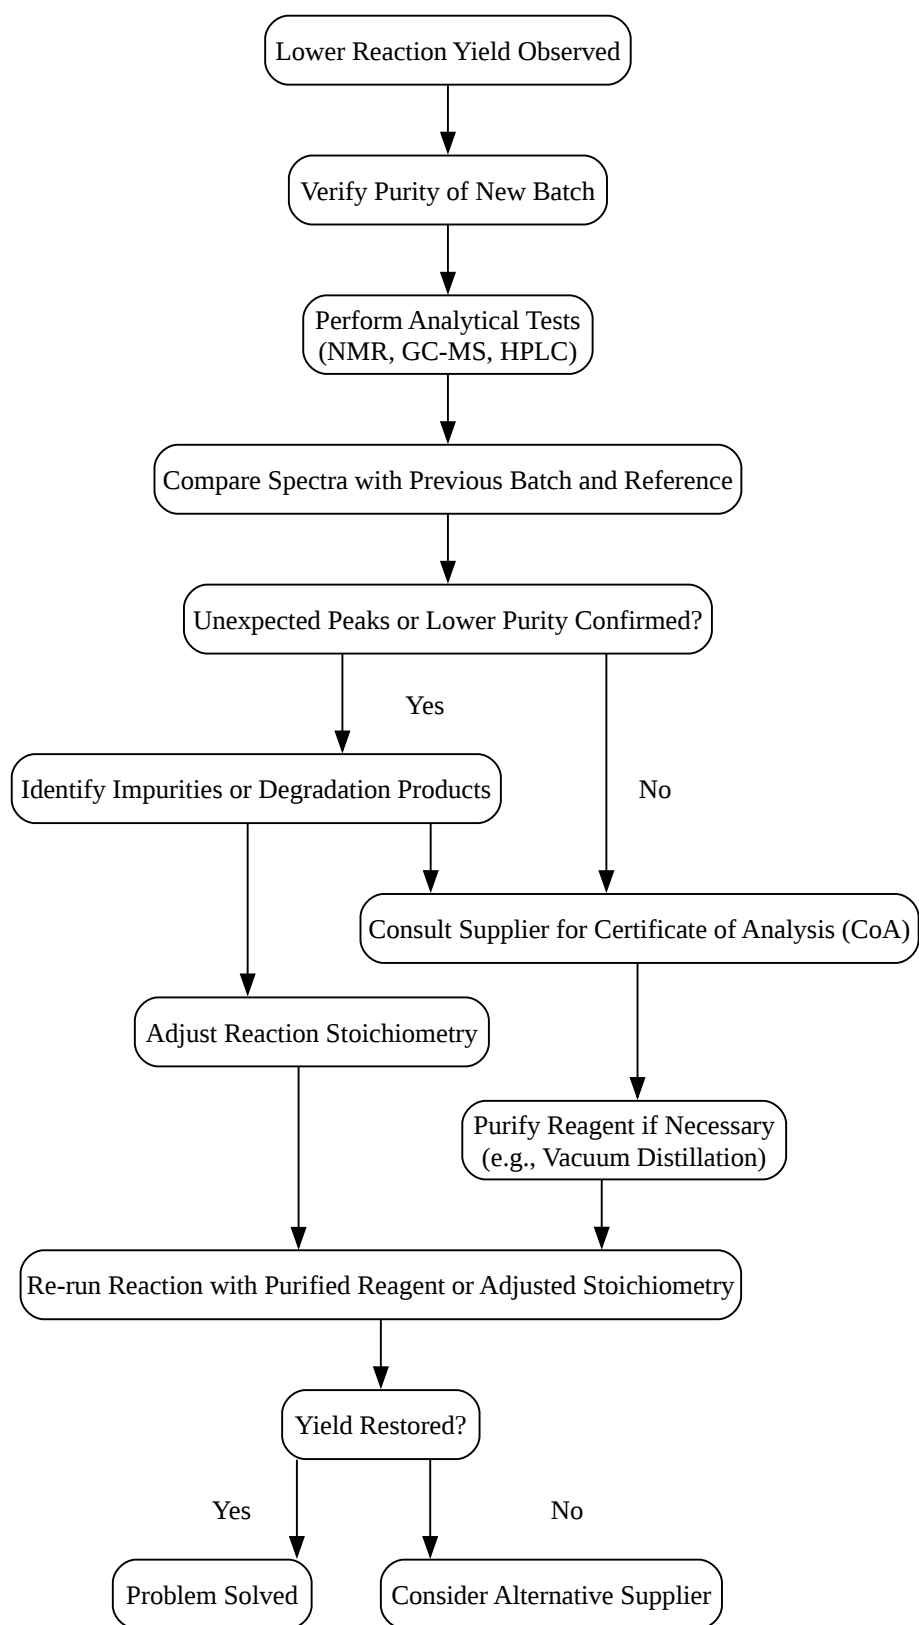 Lower Reaction Yield Observed
Verify Purity of New Batch
Perform Analytical Tests
(NMR, GC-MS, HPLC)
Compare Spectra with Previous Batch and Reference
Unexpected Peaks or Lower Purity Confirmed?
Yes
Identify Impurities or Degradation Products
No
Consult Supplier for Certificate of Analysis (CoA)
Adjust Reaction Stoichiometry
Purify Reagent if Necessary
(e.g., Vacuum Distillation)
Re-run Reaction with Purified Reagent or Adjusted Stoichiometry
Yield Restored?
Yes
No
Problem Solved
Consider Alternative Supplier